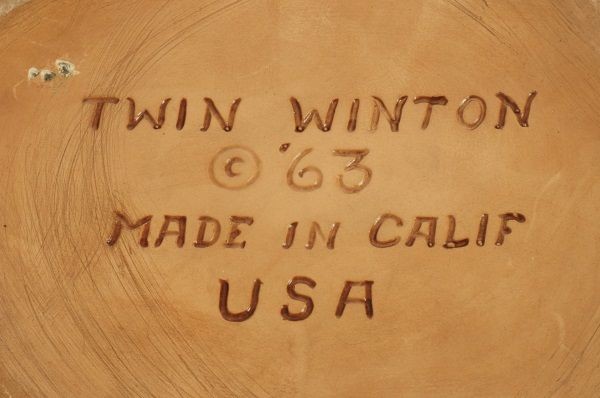 TWIN WINTON
© '63
MADE IN CALIF
USA